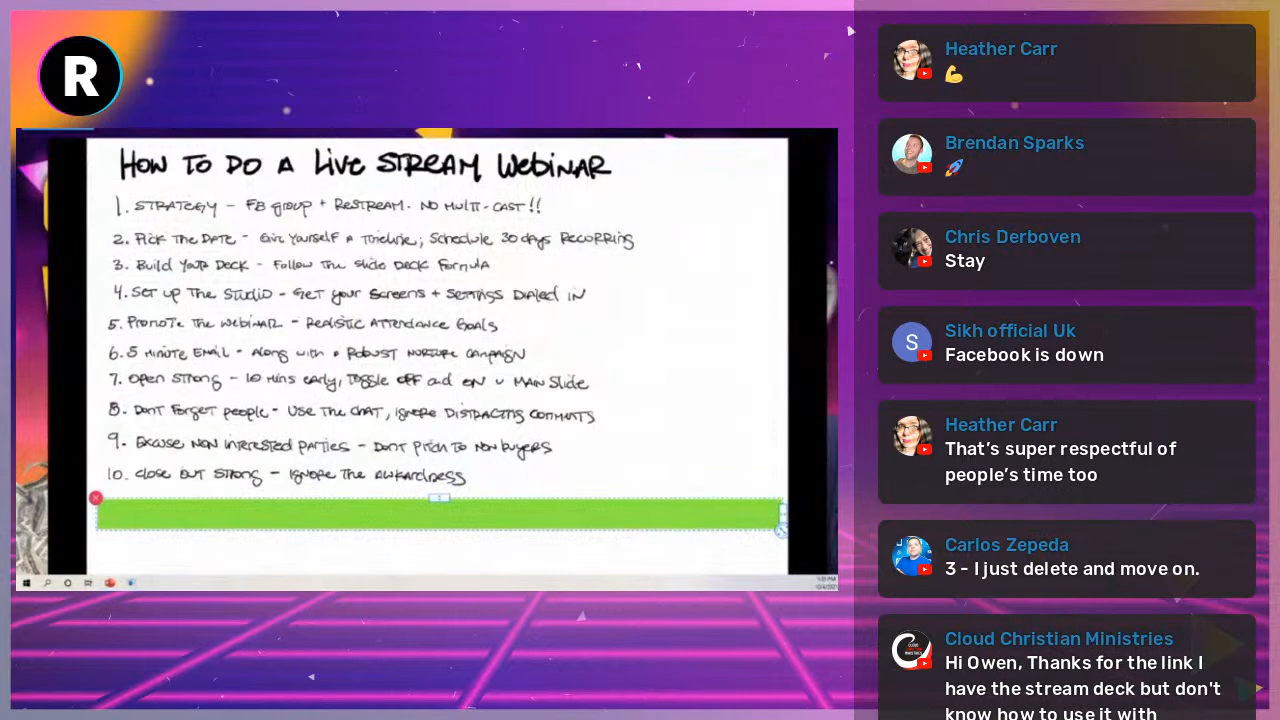 R
HOW TO DO A LIVE STREAM WEBINAR
1. STRATEGY - FB group + RESTREAM. NO MULTI-CAST!!
2. Pick THE DATE - Give Yourself A Timeline; Schedule 30 days RECORRING
3. Build YOUR DECK - Follow The Slide DECK Formula
4. SET UP THE STUDIO - GET your SCREENS + SETTINGS DIALED IN
5. PROMOTE THE WEBINAR - REALISTIC ATTENDANCE GOALS
6. 5 MINUTE EMAIL - Along with a ROBUST NURTURE CAMPAIGN
7. OPEN STRONG - 10 mins early, Toggle OFF and ON MAIN Slide
8. DONT FORGET people - USE THE CHAT, IGNORE DISTRACTING COMMENTS
9. EXCUSE NON INTERESTED PARTIES - DONT PITCH TO NON buyERS
10. CLOSE OUT STRONG - IGNORE THE AWKARDNESS
Heather Carr
💪
Brendan Sparks
🚀
Chris Derboven
Stay
S
Sikh official Uk
Facebook is down
Heather Carr
That's super respectful of
people's time too
Carlos Zepeda
3 - I just delete and move on.
Cloud Christian Ministries
Hi Owen, Thanks for the link I
have the stream deck but don't
know how to use it with